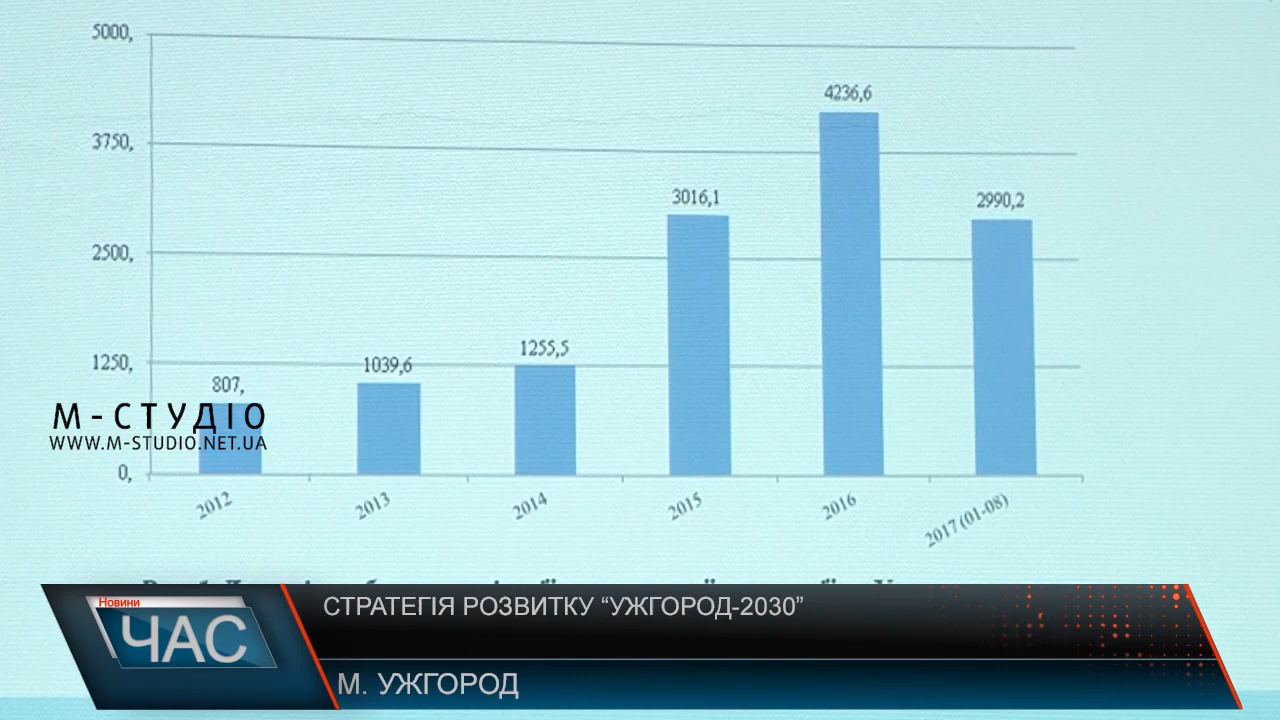 5000,
4236,6
3750,
3016,1
2990,2
2500,
1255,5
1250,
1039,6
807,
М-СТУДІО
WWW.M-STUDIO.NET.UA
0,
2012
2013
2014
2015
2016
2017 (01-08)
Новини
ЧАС
СТРАТЕГІЯ РОЗВИТКУ “УЖГОРОД-2030”
М. УЖГОРОД